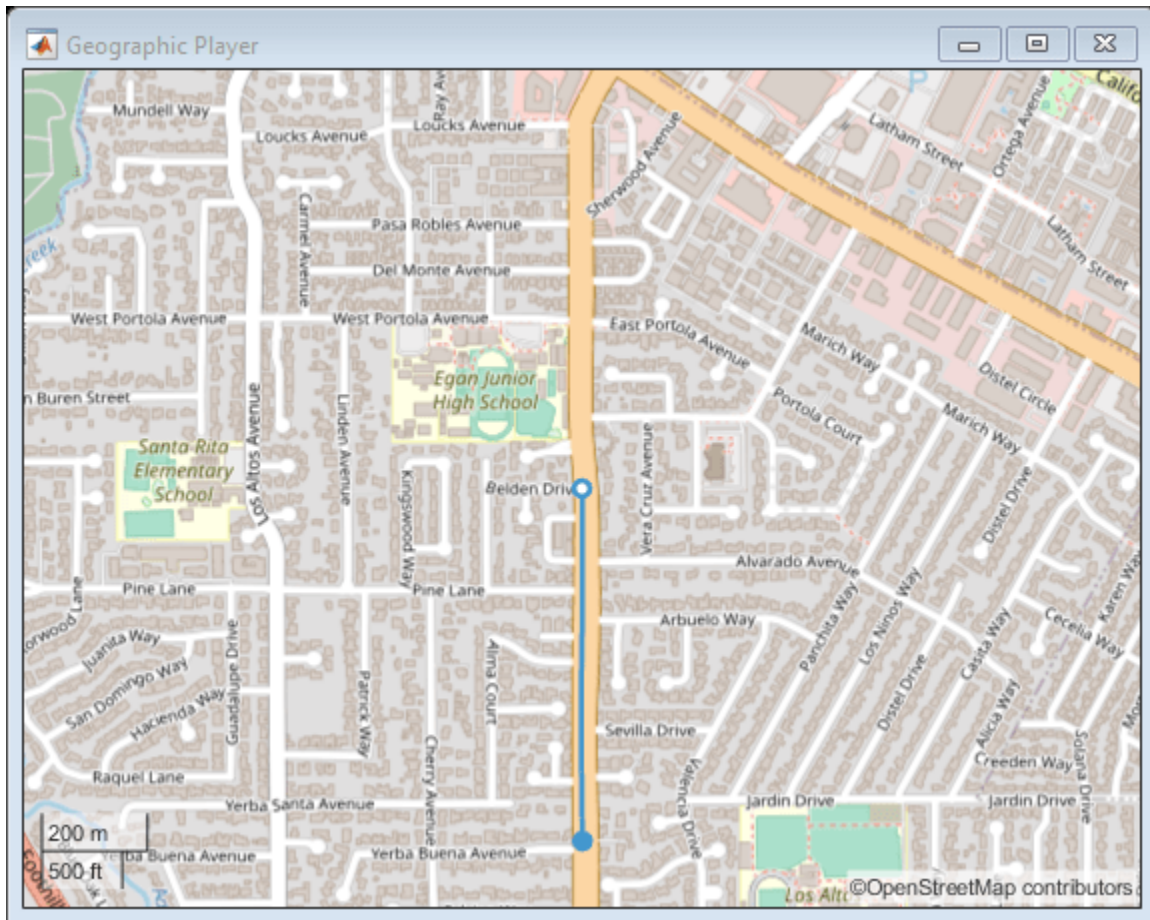 Geographic Player
Mundell Way
Ray Av
Loucks Avenue
Loucks Avenue
P
Califo
Latham Street
Ortega Avenue
Sherwood Avenue
Carmel Avenue
Pasa Robles Avenue
Latham Street
reek
Del Monte Avenue
West Portola Avenue
West Portola Avenue
East Portola Avenue
Marich Way
Distel Circle
Egan Junior
High School
n Buren Street
Linden Avenue
Portola Court
Marich Way
Los Altos Avenue
Santa Rita
Elementary
School
Kingswood Way
Belden Driv
Vera Cruz Avenue
Distel Drive
Pine Lane
Pine Lane
Alvarado Avenue
orwood Lane
Juanita Way
Guadalupe Drive
Arbuelo Way
Panchita Way
Los Ninos Way
Karen Way
Cecelia Way
Casita Way
San Domingo Way
Hacienda Way
Patrick Way
Alma Court
Distel Drive
Alicia Way
Sevilla Drive
Cherry Avenue
Valencia Drive
Creeden Way
Solana Drive
Mo
Raquel Lane
Yerba Santa Avenue
Jardin Drive
Jardin Drive
200 m
500 ft
Yerba Buena Avenue
Yerba Buena Avenue
Foothil
Los Alt
©OpenStreetMap contributors